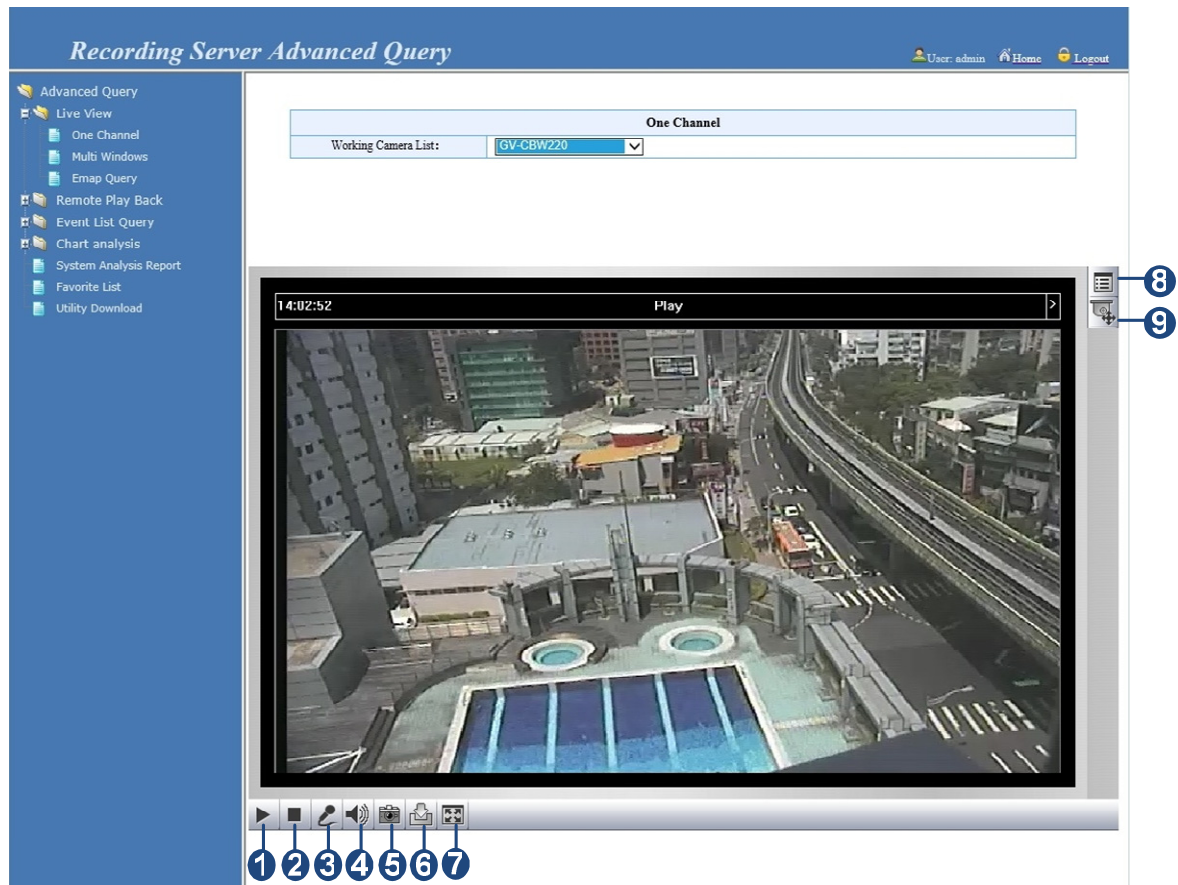 Recording Server Advanced Query
User: admin
Home
Logout
Advanced Query
Live View
One Channel
Multi Windows
Emap Query
Remote Play Back
Event List Query
Chart analysis
System Analysis Report
Favorite List
Utility Download
One Channel
Working Camera List:
GV-CBW220
14:02:52 Play >
8
9
1 2 3 4 5 6 7